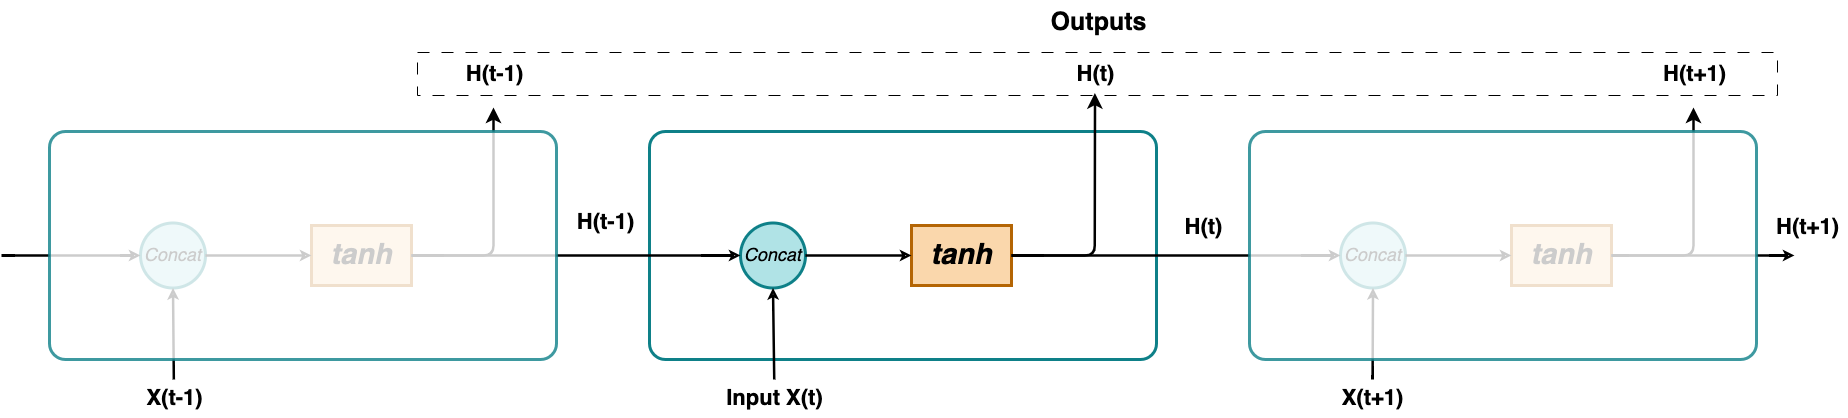 Outputs
H(t-1)
H(t)
H(t+1)
H(t-1)
H(t)
H(t+1)
Concat
tanh
Concat
tanh
Concat
tanh
X(t-1)
Input X(t)
X(t+1)